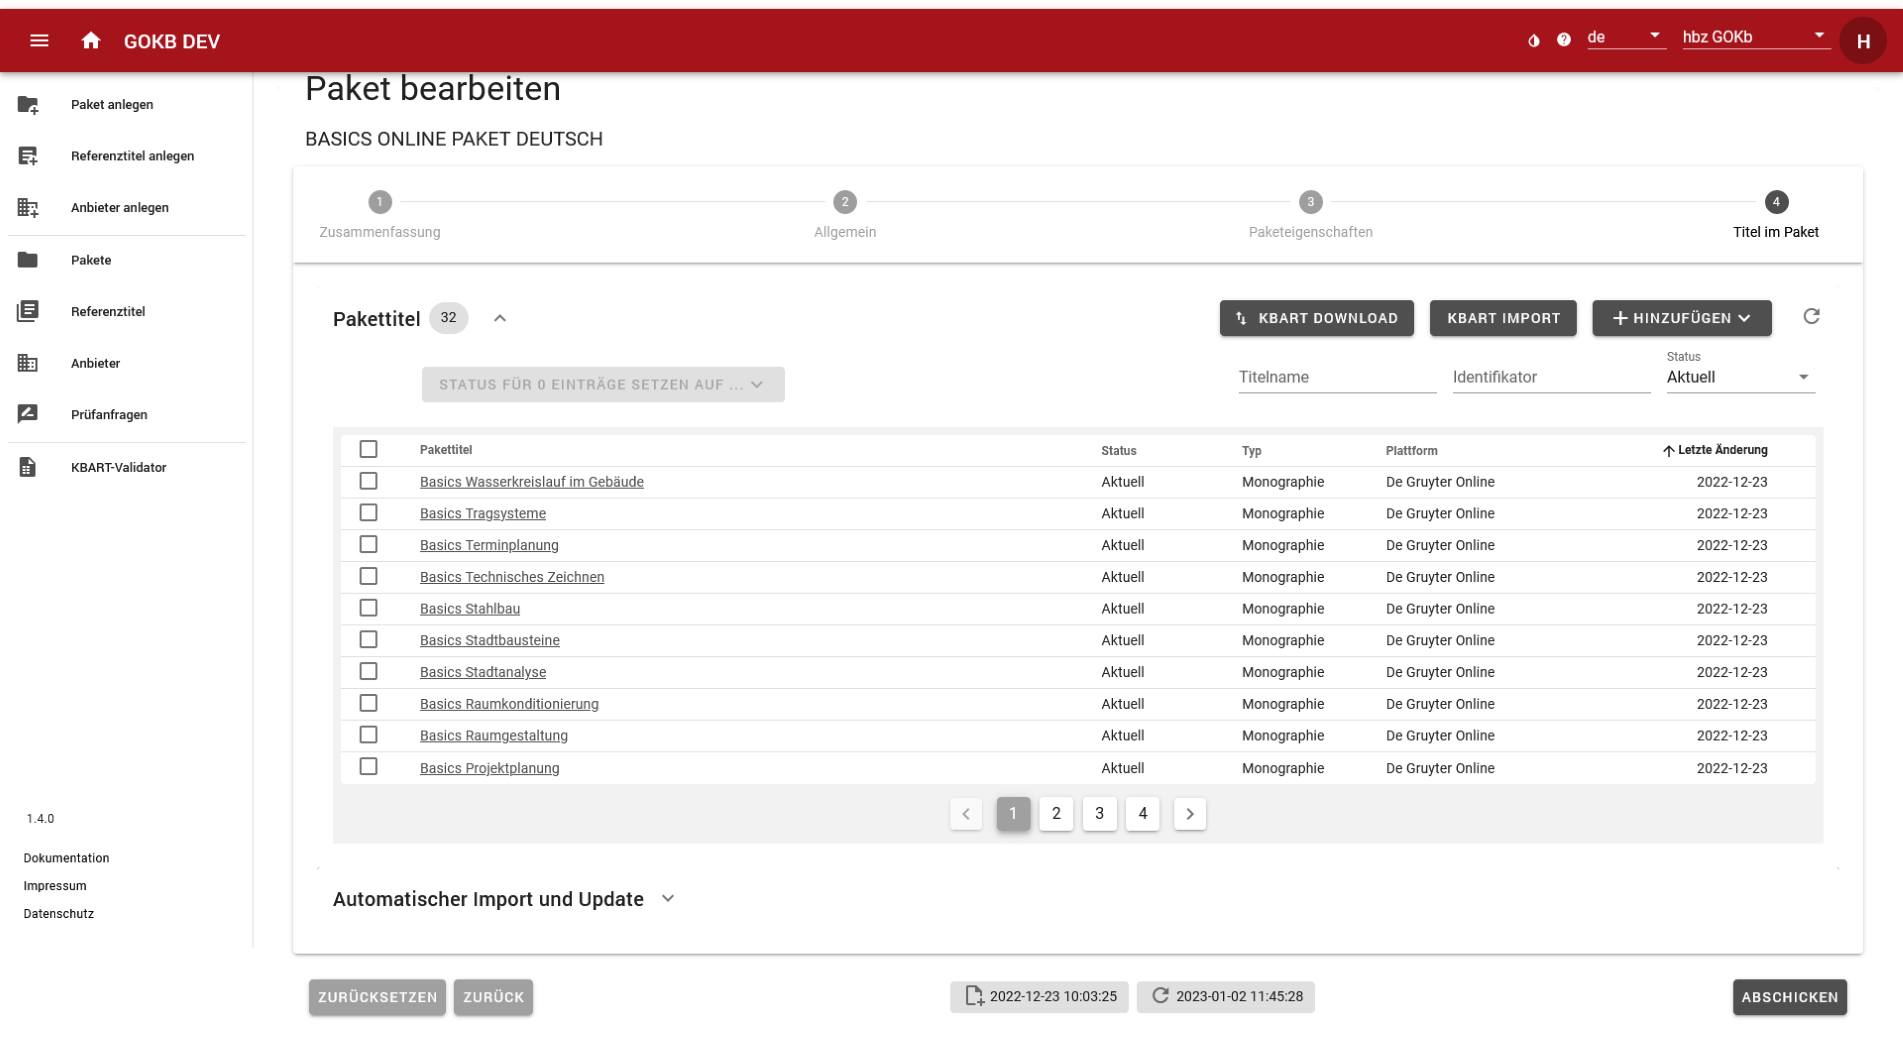 GOKB DEV
de
hbz GOKb
H
Paket anlegen
Referenztitel anlegen
Anbieter anlegen
Pakete
Referenztitel
Anbieter
Prüfanfragen
KBART-Validator
1.4.0
Dokumentation
Impressum
Datenschutz
Paket bearbeiten
BASICS ONLINE PAKET DEUTSCH
1 2 3 4
Zusammenfassung Allgemein Paketeigenschaften Titel im Paket
Pakettitel 32
KBART DOWNLOAD KBART IMPORT HINZUFÜGEN
STATUS FÜR 0 EINTRÄGE SETZEN AUF ...
Titelname Identifikator
Status
Aktuell
Pakettitel Status Typ Plattform Letzte Änderung
Basics Wasserkreislauf im Gebäude Aktuell Monographie De Gruyter Online 2022-12-23
Basics Tragsysteme Aktuell Monographie De Gruyter Online 2022-12-23
Basics Terminplanung Aktuell Monographie De Gruyter Online 2022-12-23
Basics Technisches Zeichnen Aktuell Monographie De Gruyter Online 2022-12-23
Basics Stahlbau Aktuell Monographie De Gruyter Online 2022-12-23
Basics Stadtbausteine Aktuell Monographie De Gruyter Online 2022-12-23
Basics Stadtanalyse Aktuell Monographie De Gruyter Online 2022-12-23
Basics Raumkonditionierung Aktuell Monographie De Gruyter Online 2022-12-23
Basics Raumgestaltung Aktuell Monographie De Gruyter Online 2022-12-23
Basics Projektplanung Aktuell Monographie De Gruyter Online 2022-12-23
1 2 3 4
Automatischer Import und Update
ZURÜCKSETZEN ZURÜCK 2022-12-23 10:03:25 2023-01-02 11:45:28 ABSCHICKEN